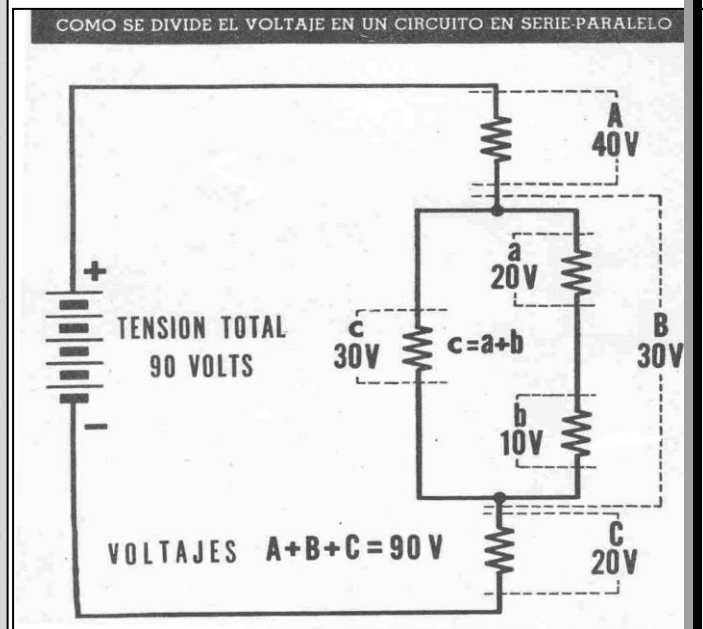 COMO SE DIVIDE EL VOLTAJE EN UN CIRCUITO EN SERIE-PARALELO
A
40V
+
a
20V
TENSION TOTAL
90 VOLTS
c
30V
c=a+b
B
30V
b
10V
−
VOLTAJES A+B+C=90V
C
20V